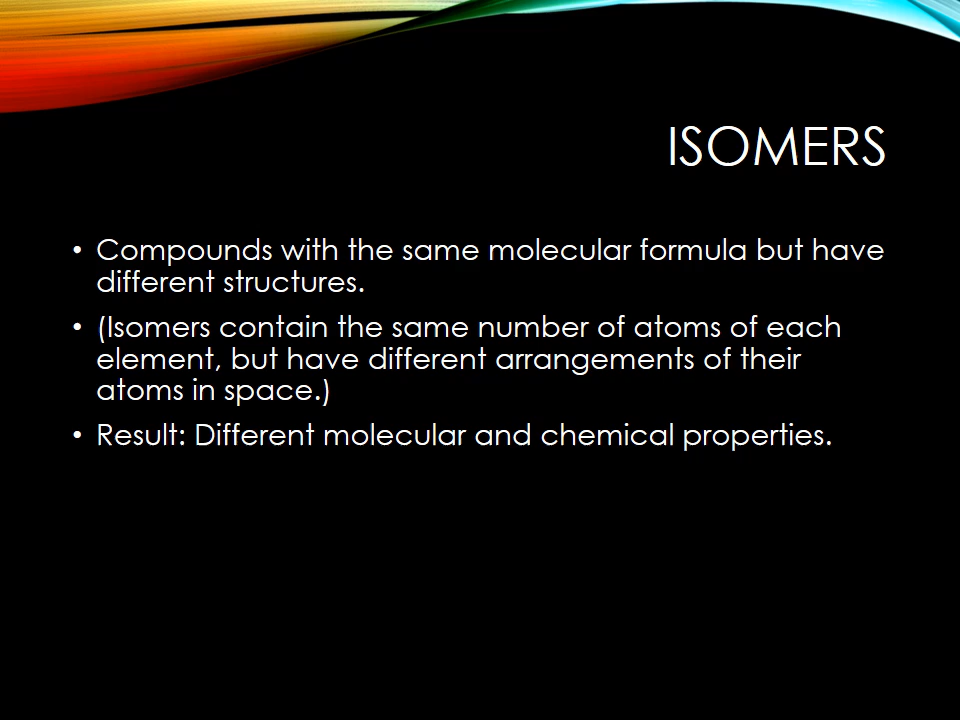 ISOMERS
• Compounds with the same molecular formula but have
different structures.
• (Isomers contain the same number of atoms of each
element, but have different arrangements of their
atoms in space.)
• Result: Different molecular and chemical properties.